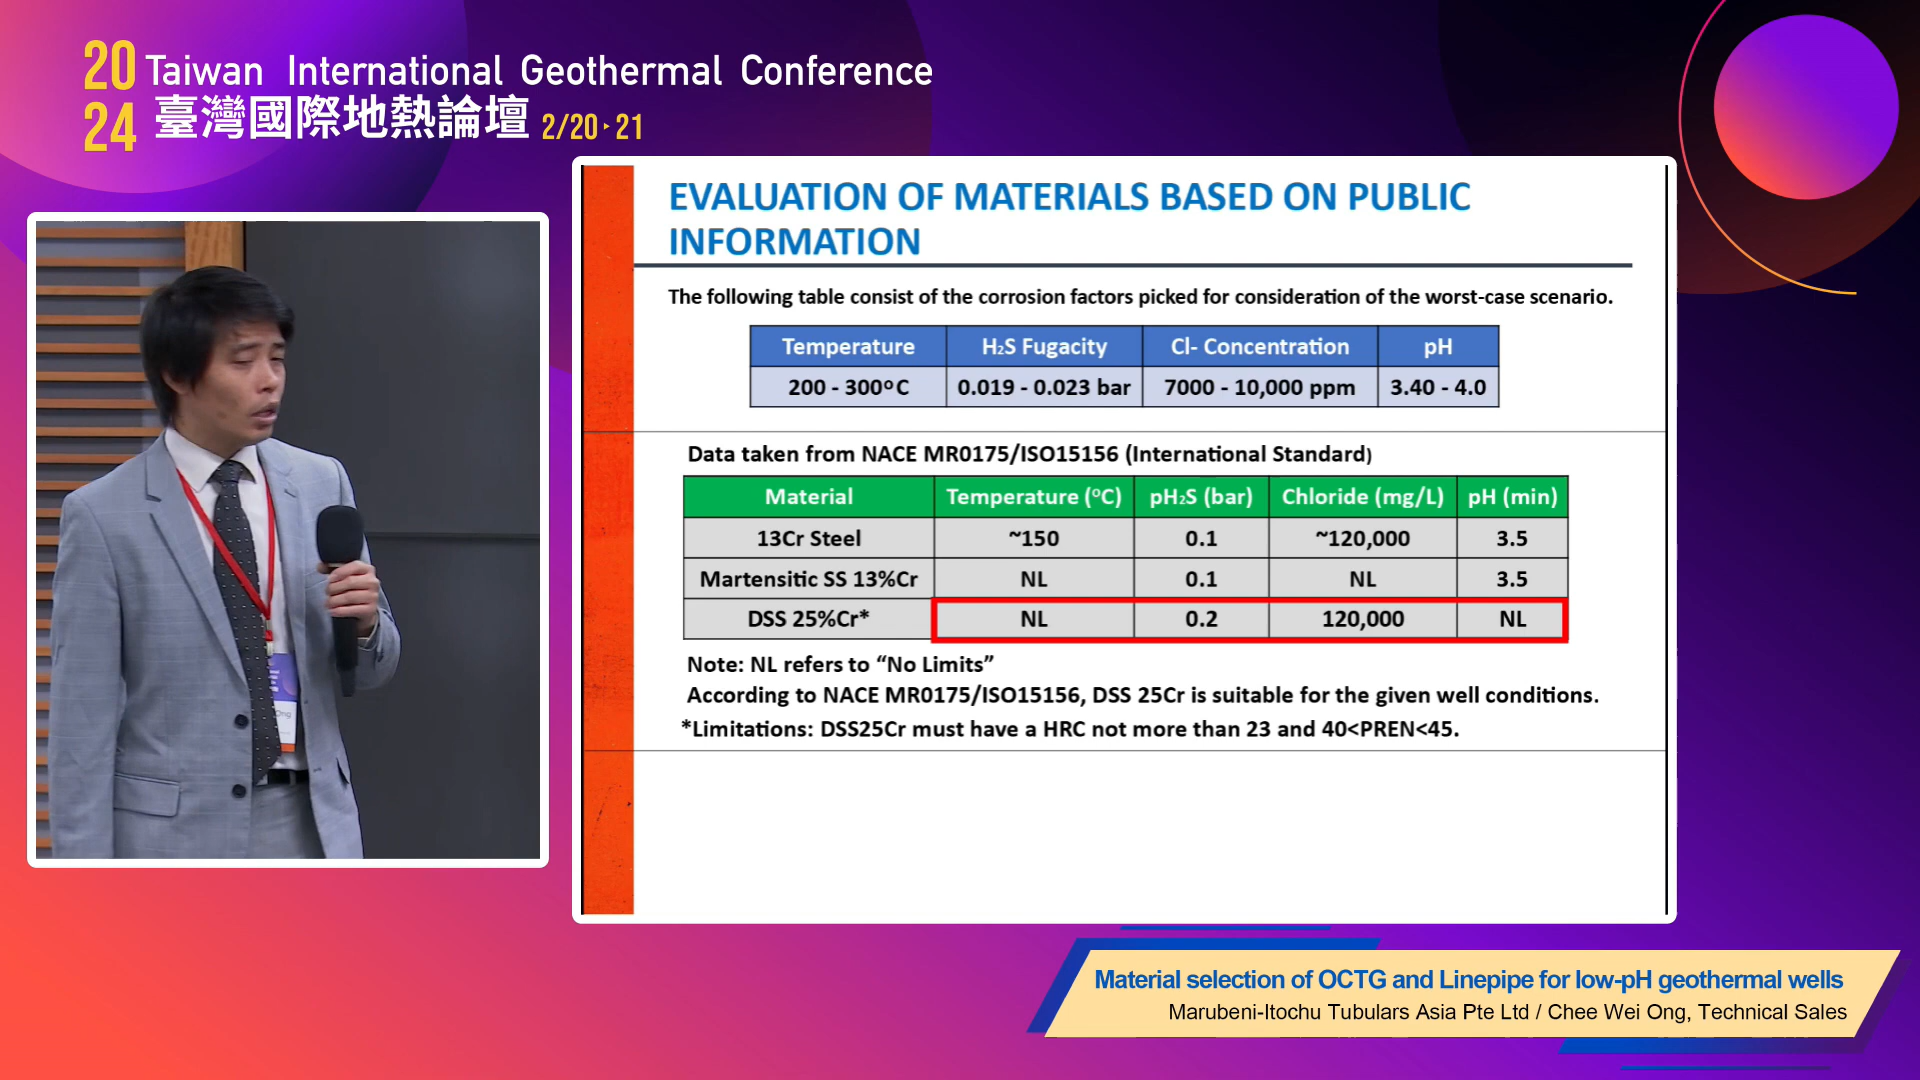 2024
Taiwan International Geothermal Conference
臺灣國際地熱論壇 2/20‣21
EVALUATION OF MATERIALS BASED ON PUBLIC
INFORMATION
The following table consist of the corrosion factors picked for consideration of the worst-case scenario.
Temperature H₂S Fugacity Cl- Concentration pH
200 - 300ºC 0.019 - 0.023 bar 7000 - 10,000 ppm 3.40 - 4.0
Data taken from NACE MR0175/ISO15156 (International Standard)
Material Temperature (ºC) pH₂S (bar) Chloride (mg/L) pH (min)
13Cr Steel ~150 0.1 ~120,000 3.5
Martensitic SS 13%Cr NL 0.1 NL 3.5
DSS 25%Cr* NL 0.2 120,000 NL
Note: NL refers to “No Limits”
According to NACE MR0175/ISO15156, DSS 25Cr is suitable for the given well conditions.
*Limitations: DSS25Cr must have a HRC not more than 23 and 40<PREN<45.
Ong
Material selection of OCTG and Linepipe for low-pH geothermal wells
Marubeni-Itochu Tubulars Asia Pte Ltd / Chee Wei Ong, Technical Sales